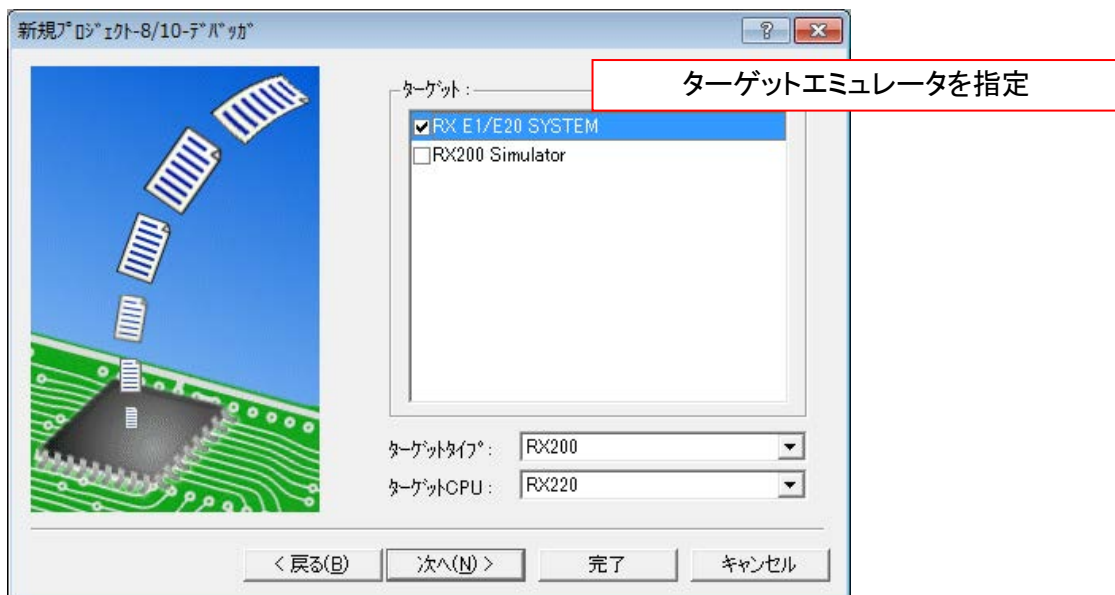 新規ﾌﾟﾛｼﾞｪｸﾄ-8/10-ﾃﾞﾊﾞｯｶﾞ
ターゲットエミュレータを指定
ﾀｰｹﾞｯﾄ :
RX E1/E20 SYSTEM
RX200 Simulator
ﾀｰｹﾞｯﾄﾀｲﾌﾟ : RX200
ﾀｰｹﾞｯﾄCPU : RX220
< 戻る(B) 次へ(N) > 完了 キャンセル